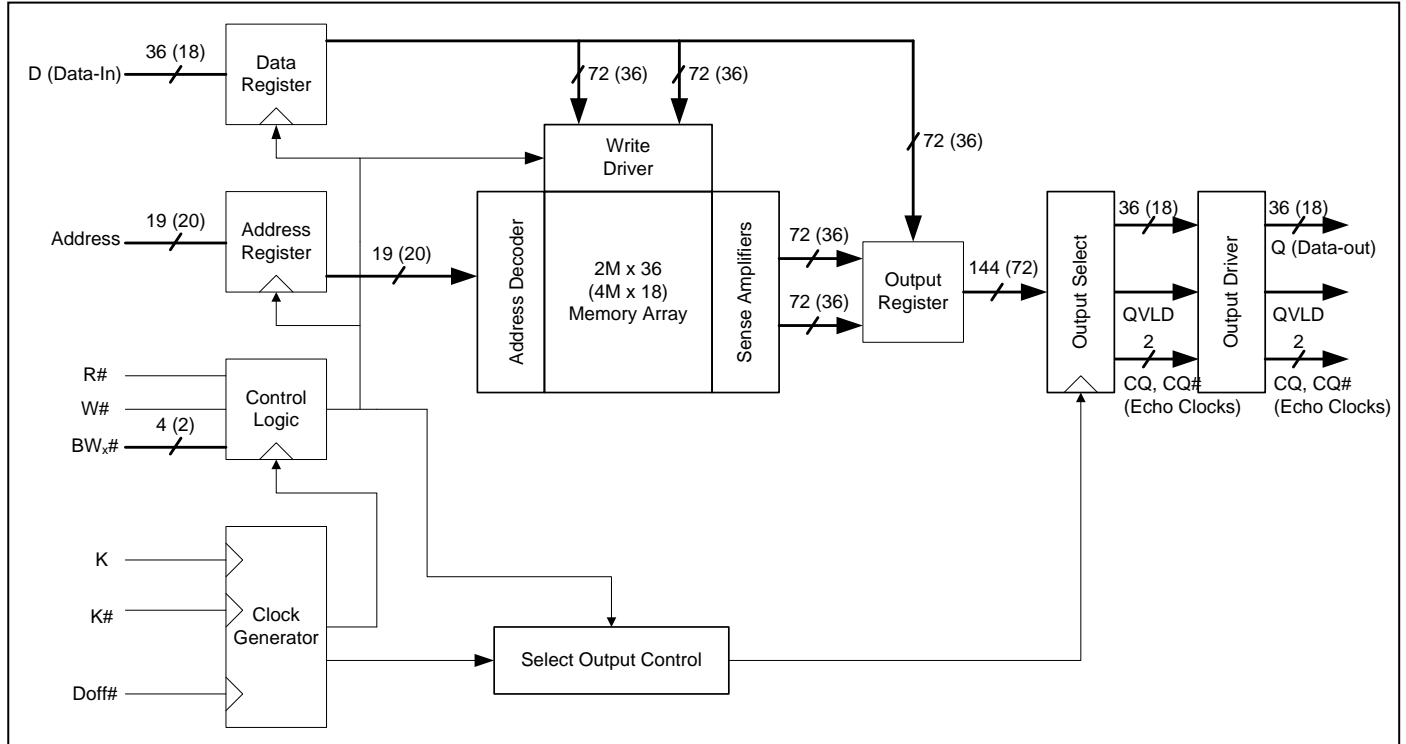 D (Data-In)
36 (18)
Data
Register
72 (36)
72 (36)
72 (36)
Write
Driver
Address
19 (20)
Address
Register
19 (20)
Address Decoder
2M x 36
(4M x 18)
Memory Array
Sense Amplifiers
72 (36)
72 (36)
Output
Register
144 (72)
Output Select
36 (18)
QVLD
2
CQ, CQ#
(Echo Clocks)
Output Driver
36 (18)
Q (Data-out)
QVLD
2
CQ, CQ#
(Echo Clocks)
R#
W#
BWx#
4 (2)
Control
Logic
K
K#
Doff#
Clock
Generator
Select Output Control